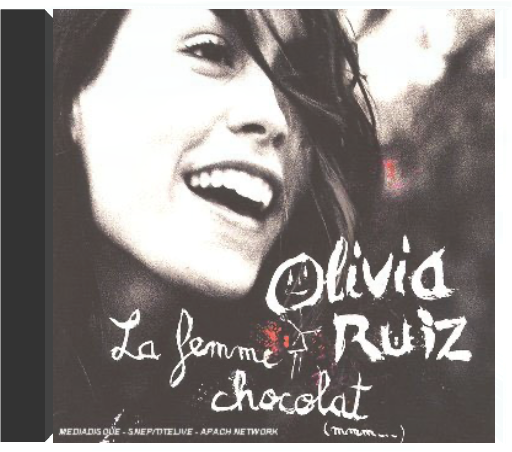 Olivia
Ruiz
La femme
chocolat
(mmm...)
MEDIADISQUE - SNEP/TITELIVE - APACH NETWORK